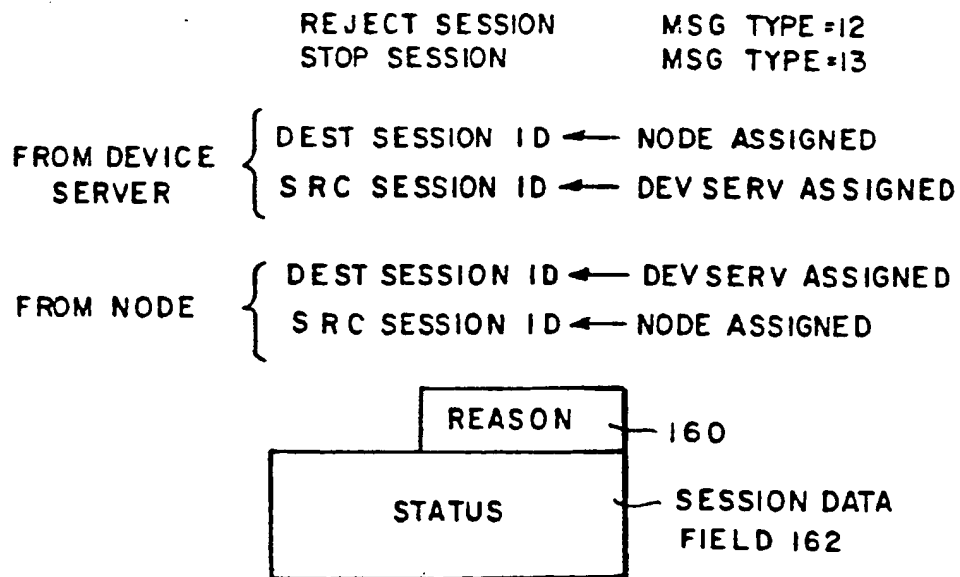 REJECT SESSION MSG TYPE=12
STOP SESSION MSG TYPE=13
FROM DEVICE SERVER
DEST SESSION ID ← NODE ASSIGNED
SRC SESSION ID ← DEVSERV ASSIGNED
FROM NODE
DEST SESSION ID ← DEVSERV ASSIGNED
SRC SESSION ID ← NODE ASSIGNED
REASON 160
STATUS
SESSION DATA
FIELD 162